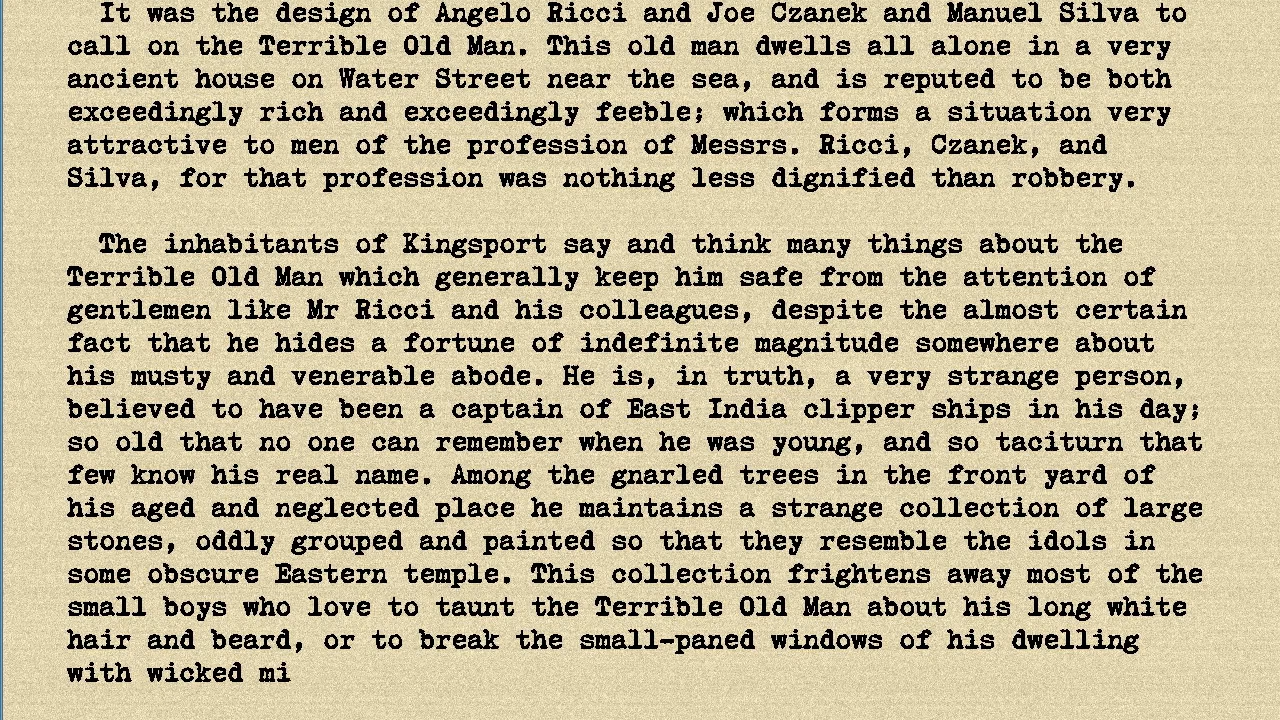 It was the design of Angelo Ricci and Joe Czanek and Manuel Silva to
call on the Terrible Old Man. This old man dwells all alone in a very
ancient house on Water Street near the sea, and is reputed to be both
exceedingly rich and exceedingly feeble; which forms a situation very
attractive to men of the profession of Messrs. Ricci, Czanek, and
Silva, for that profession was nothing less dignified than robbery.
The inhabitants of Kingsport say and think many things about the
Terrible Old Man which generally keep him safe from the attention of
gentlemen like Mr Ricci and his colleagues, despite the almost certain
fact that he hides a fortune of indefinite magnitude somewhere about
his musty and venerable abode. He is, in truth, a very strange person,
believed to have been a captain of East India clipper ships in his day;
so old that no one can remember when he was young, and so taciturn that
few know his real name. Among the gnarled trees in the front yard of
his aged and neglected place he maintains a strange collection of large
stones, oddly grouped and painted so that they resemble the idols in
some obscure Eastern temple. This collection frightens away most of the
small boys who love to taunt the Terrible Old Man about his long white
hair and beard, or to break the small-paned windows of his dwelling
with wicked mi